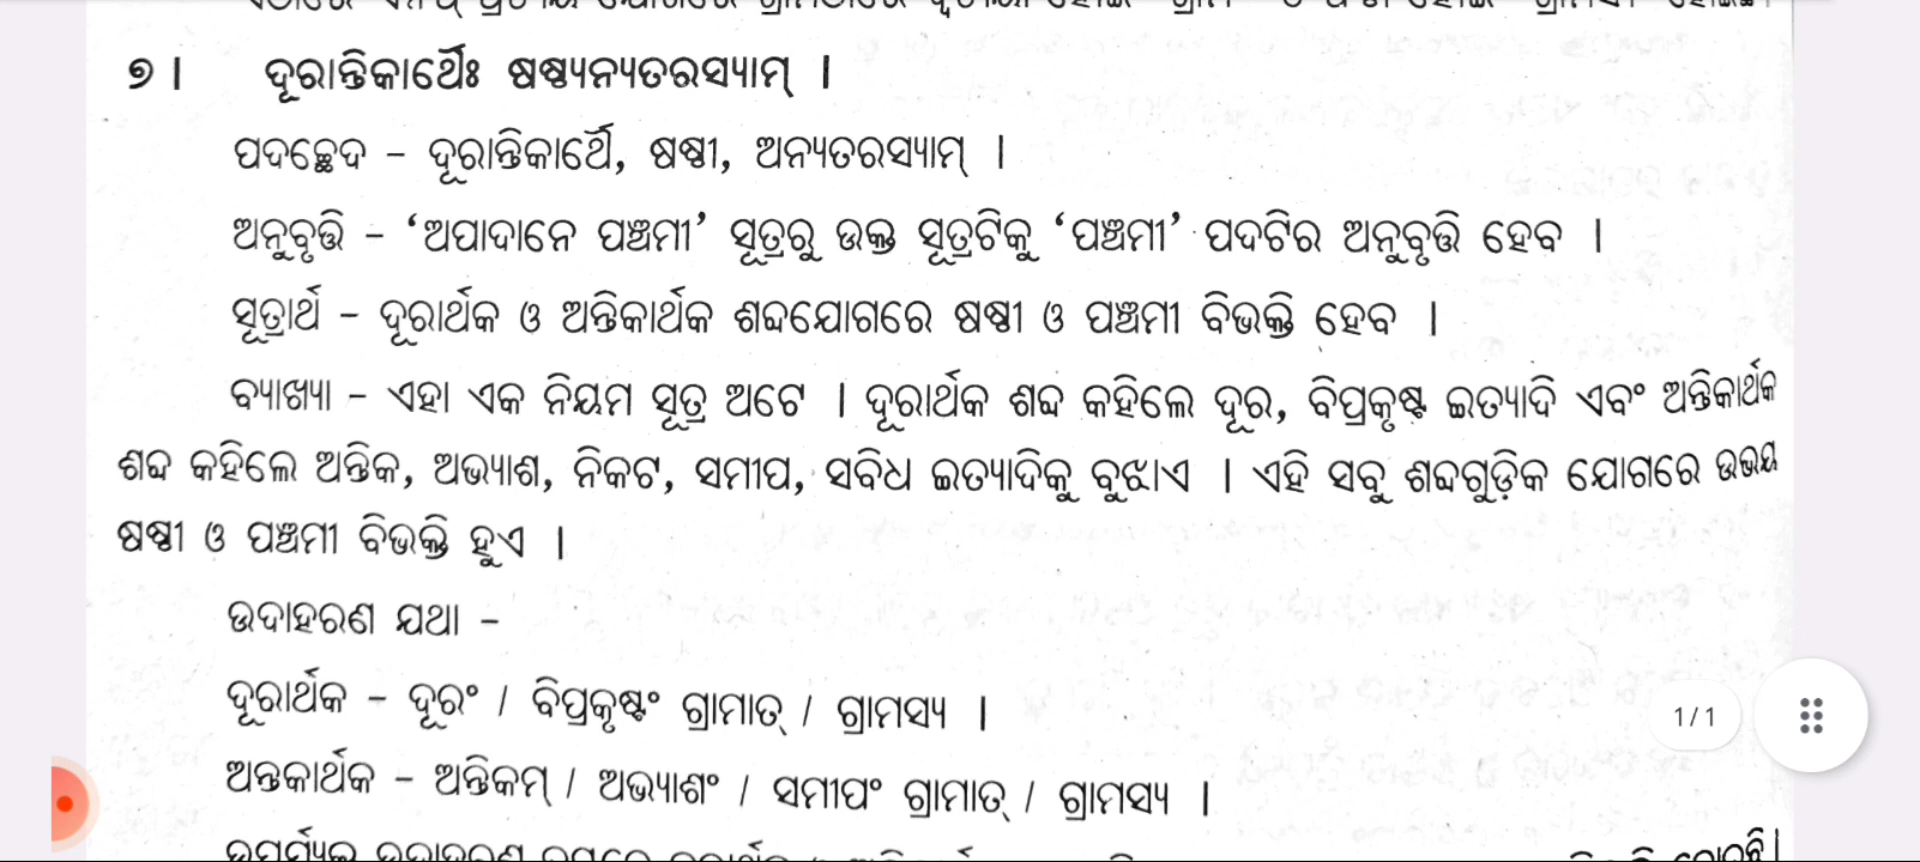 ୭ । ଦୂରାନ୍ତିକାର୍ଥୈଃ ଷଷ୍ଠ୍ୟନ୍ୟତରସ୍ୟାମ୍ ।
ପଦଚ୍ଛେଦ – ଦୂରାନ୍ତିକାର୍ଥୈ, ଷଷ୍ଠୀ, ଅନ୍ୟତରସ୍ୟାମ୍ ।
ଅନୁବୃତ୍ତି – ‘ଅପାଦାନେ ପଞ୍ଚମୀ’ ସୂତ୍ରରୁ ଉକ୍ତ ସୂତ୍ରଟିକୁ ‘ପଞ୍ଚମୀ’ ପଦଟିର ଅନୁବୃତ୍ତି ହେବ ।
ସୂତ୍ରାର୍ଥ – ଦୂରାର୍ଥକ ଓ ଅନ୍ତିକାର୍ଥକ ଶବ୍ଦଯୋଗରେ ଷଷ୍ଠୀ ଓ ପଞ୍ଚମୀ ବିଭକ୍ତି ହେବ ।
ବ୍ୟାଖ୍ୟା – ଏହା ଏକ ନିୟମ ସୂତ୍ର ଅଟେ । ଦୂରାର୍ଥକ ଶବ୍ଦ କହିଲେ ଦୂର, ବିପ୍ରକୃଷ୍ଟ ଇତ୍ୟାଦି ଏବଂ ଅନ୍ତିକାର୍ଥକ
ଶବ୍ଦ କହିଲେ ଅନ୍ତିକ, ଅଭ୍ୟାଶ, ନିକଟ, ସମୀପ, ସବିଧ ଇତ୍ୟାଦିକୁ ବୁଝାଏ । ଏହି ସବୁ ଶବ୍ଦଗୁଡ଼ିକ ଯୋଗରେ ଉଭୟ
ଷଷ୍ଠୀ ଓ ପଞ୍ଚମୀ ବିଭକ୍ତି ହୁଏ ।
ଉଦାହରଣ ଯଥା –
ଦୂରାର୍ଥକ – ଦୂରଂ / ବିପ୍ରକୃଷ୍ଟଂ ଗ୍ରାମାତ୍ / ଗ୍ରାମସ୍ୟ ।
1/1
ଅନ୍ତକାର୍ଥକ – ଅନ୍ତିକମ୍ / ଅଭ୍ୟାଶଂ / ସମୀପଂ ଗ୍ରାମାତ୍ / ଗ୍ରାମସ୍ୟ ।